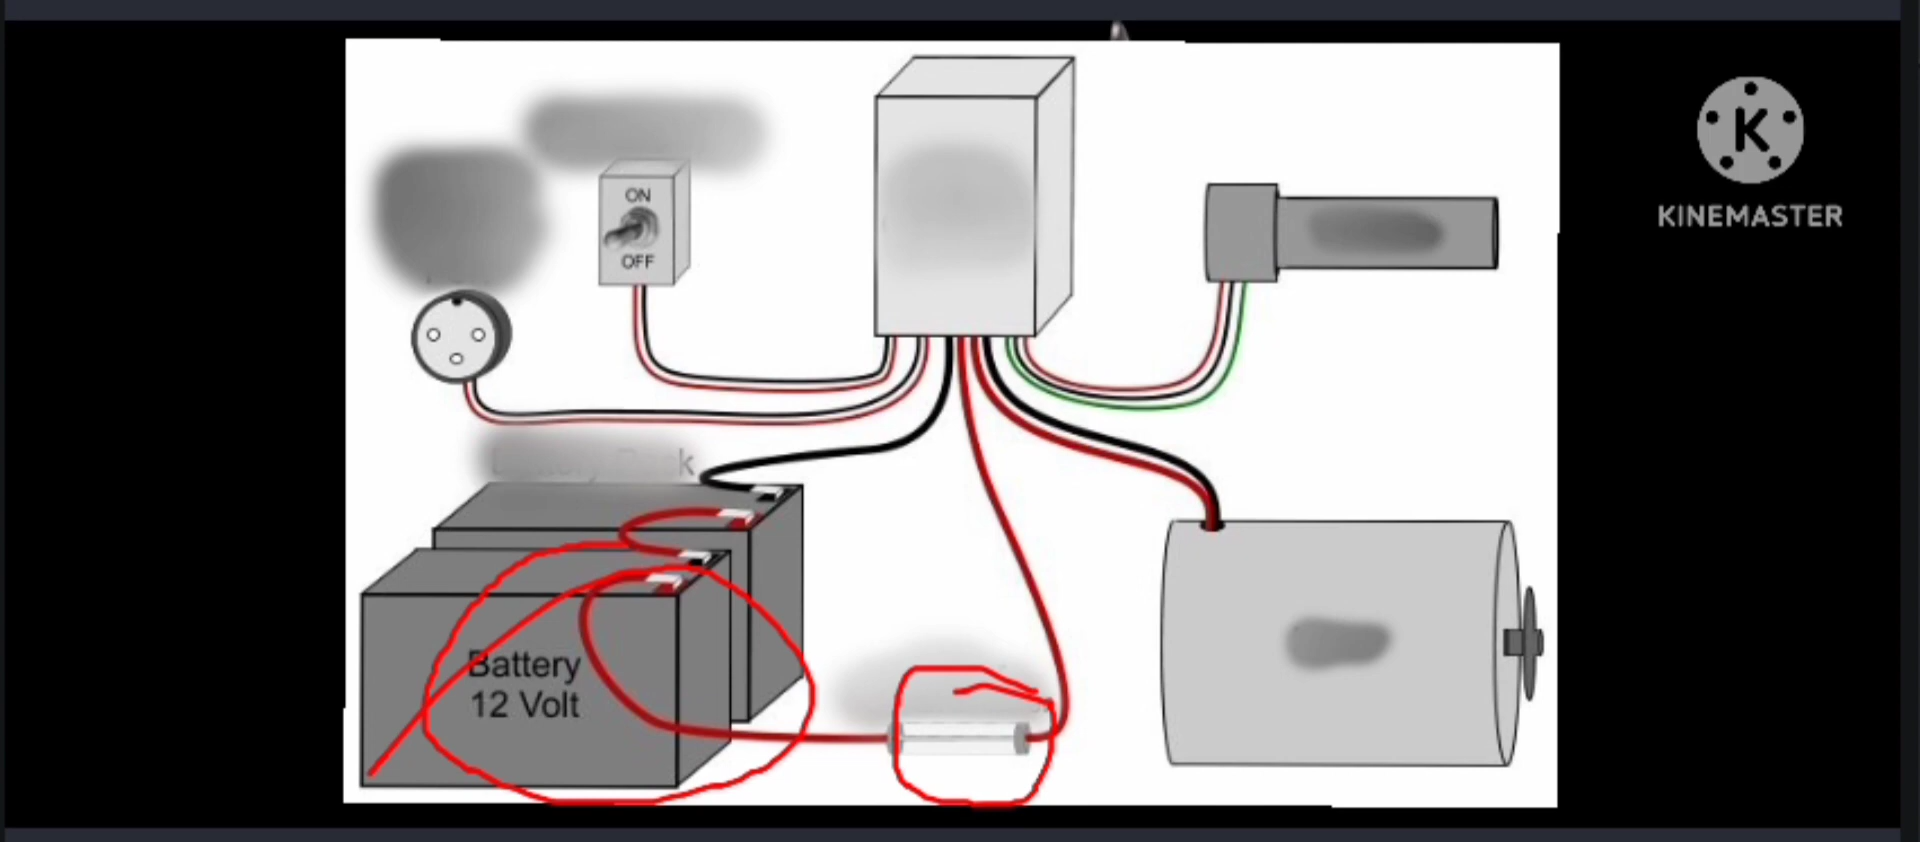 ON
OFF
Battery
12 Volt
K
KINEMASTER